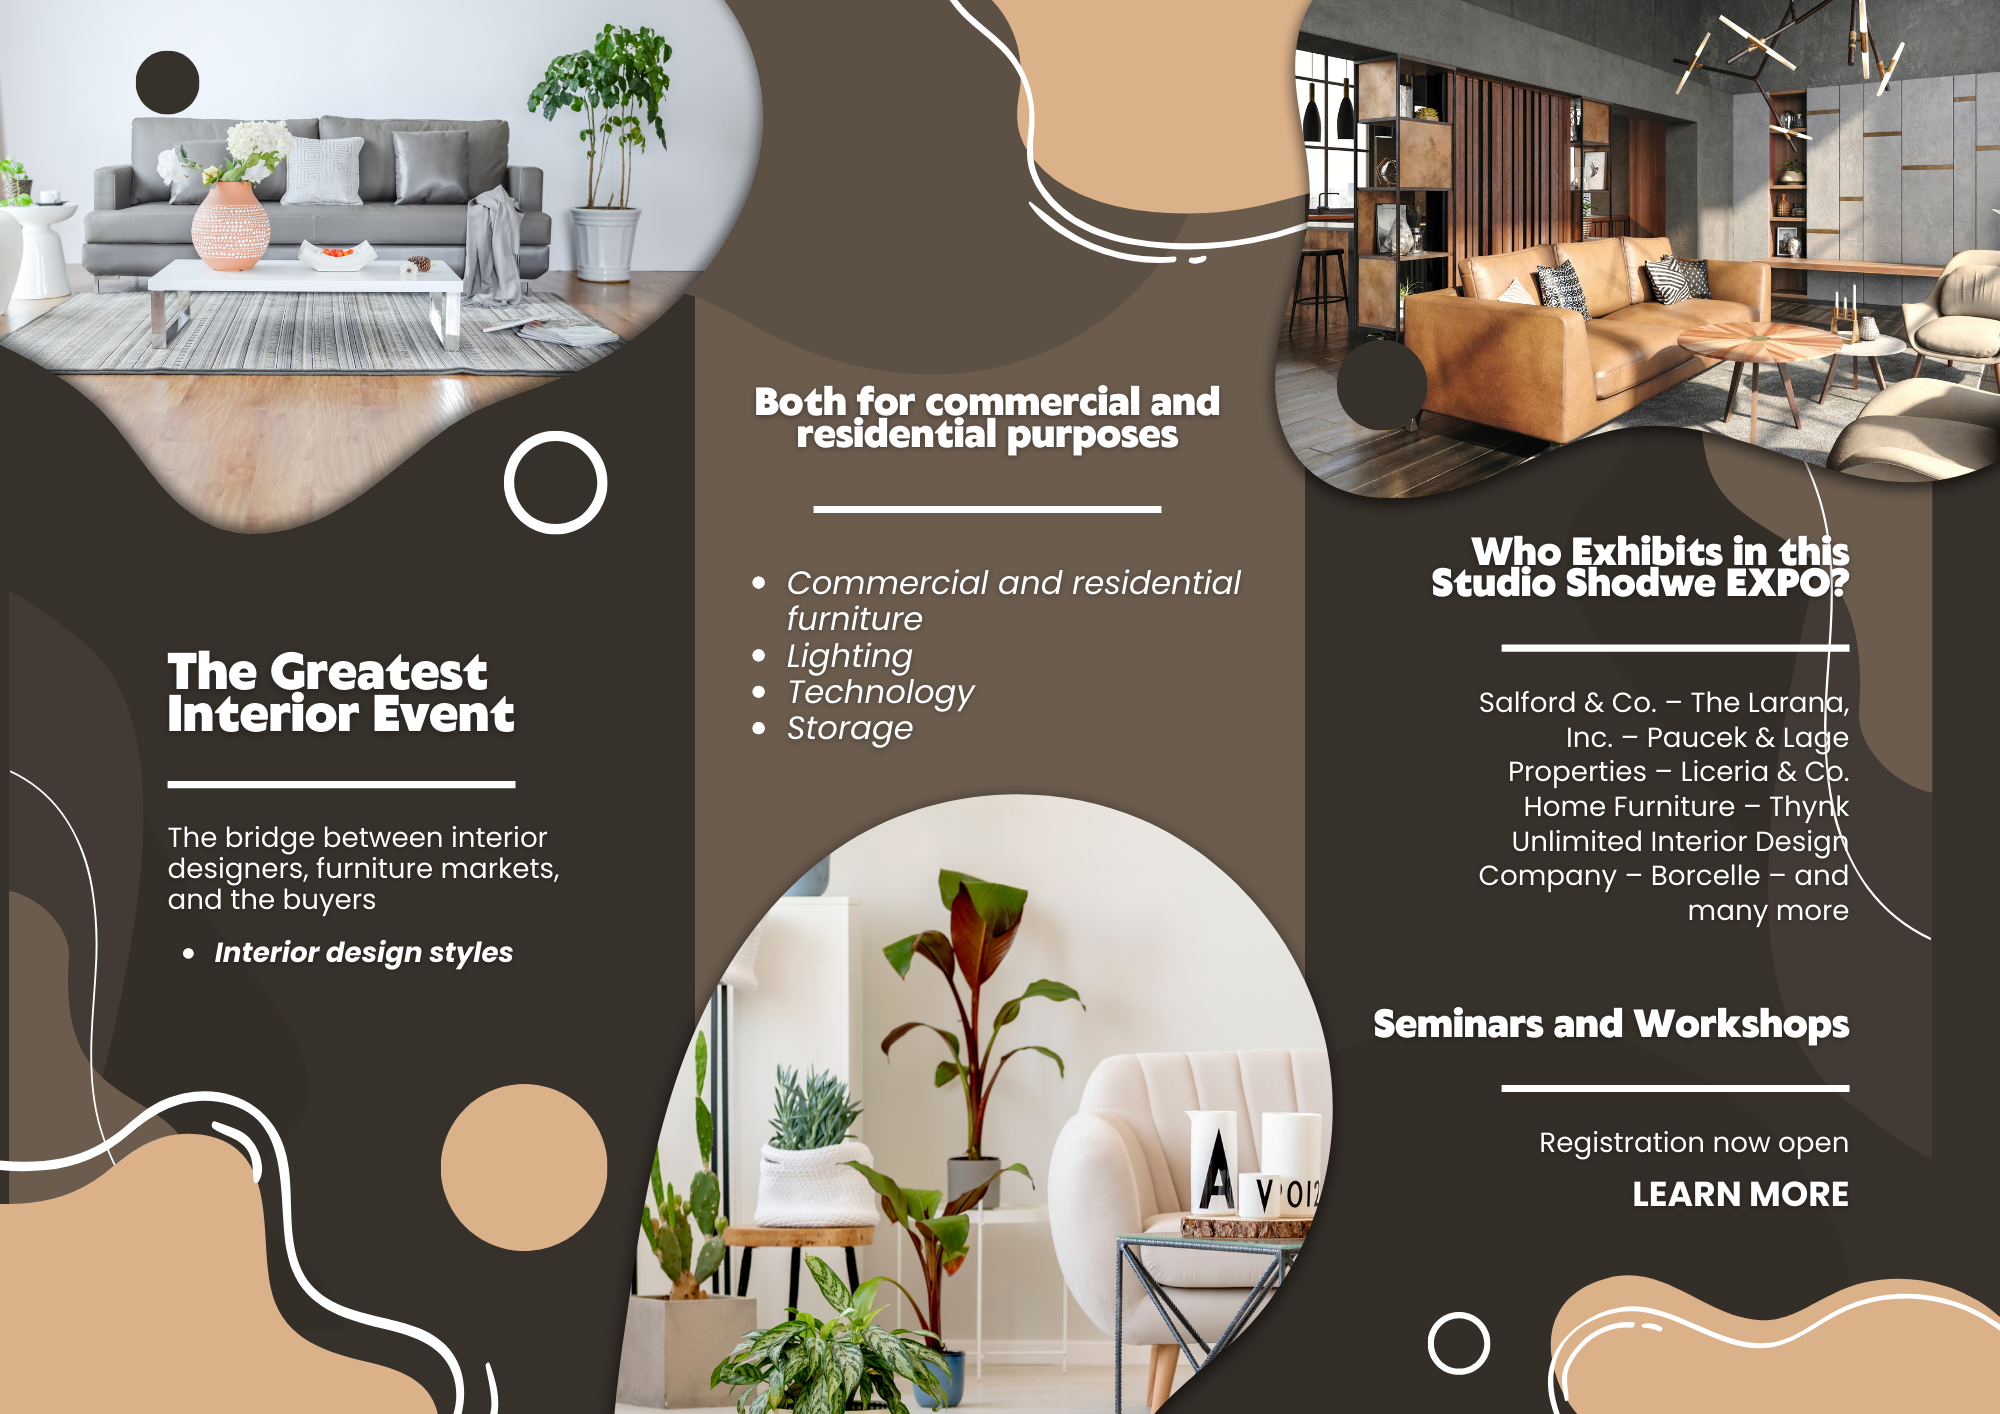 The Greatest
Interior Event
The bridge between interior
designers, furniture markets,
and the buyers
• Interior design styles
Both for commercial and
residential purposes
• Commercial and residential
furniture
• Lighting
• Technology
• Storage
A
V
Who Exhibits in this
Studio Shodwe EXPO?
Salford & Co. – The Larana,
Inc. – Paucek & Lage
Properties – Liceria & Co.
Home Furniture – Thynk
Unlimited Interior Design
Company – Borcelle – and
many more
Seminars and Workshops
Registration now open
LEARN MORE